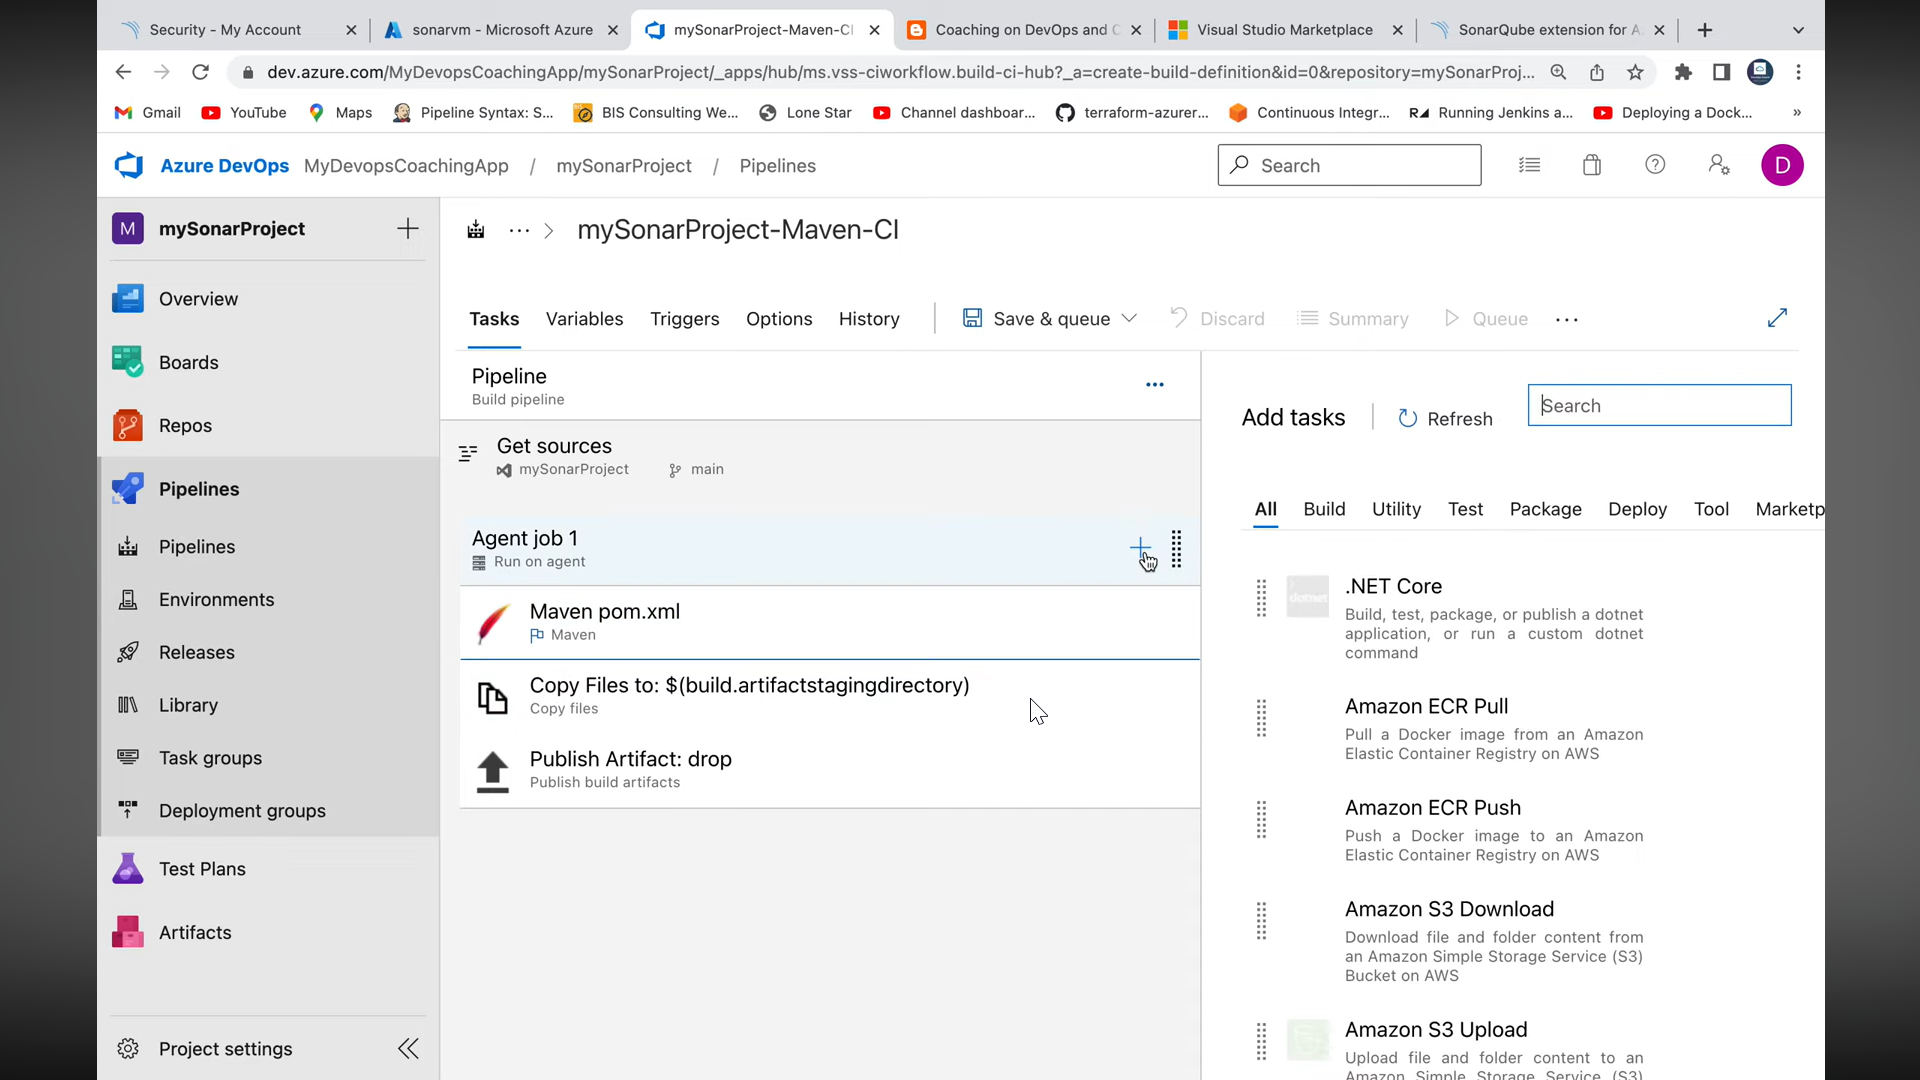 Security - My Account
sonarvm - Microsoft Azure
mySonarProject-Maven-CI
Coaching on DevOps and C
Visual Studio Marketplace
SonarQube extension for A
dev.azure.com/MyDevopsCoachingApp/mySonarProject/_apps/hub/ms.vss-ciworkflow.build-ci-hub?_a=create-build-definition&id=0&repository=mySonarProj...
Gmail
YouTube
Maps
Pipeline Syntax: S...
BIS Consulting We...
Lone Star
Channel dashboar...
terraform-azurer...
Continuous Integr...
Running Jenkins a...
Deploying a Dock...
»
Azure DevOps
MyDevopsCoachingApp / mySonarProject / Pipelines
Search
D
M
mySonarProject
Overview
Boards
Repos
Pipelines
Pipelines
Environments
Releases
Library
Task groups
Deployment groups
Test Plans
Artifacts
Project settings
... > mySonarProject-Maven-CI
Tasks
Variables
Triggers
Options
History
Save & queue
Discard
Summary
Queue
...
Pipeline
Build pipeline
...
Get sources
mySonarProject
main
Agent job 1
Run on agent
Maven pom.xml
Maven
Copy Files to: $(build.artifactstagingdirectory)
Copy files
Publish Artifact: drop
Publish build artifacts
Add tasks
Refresh
Search
All
Build
Utility
Test
Package
Deploy
Tool
Marketp
dotnet
.NET Core
Build, test, package, or publish a dotnet
application, or run a custom dotnet
command
Amazon ECR Pull
Pull a Docker image from an Amazon
Elastic Container Registry on AWS
Amazon ECR Push
Push a Docker image to an Amazon
Elastic Container Registry on AWS
Amazon S3 Download
Download file and folder content from
an Amazon Simple Storage Service (S3)
Bucket on AWS
Amazon S3 Upload
Upload file and folder content to an
Amazon Simple Storage Service (S3)